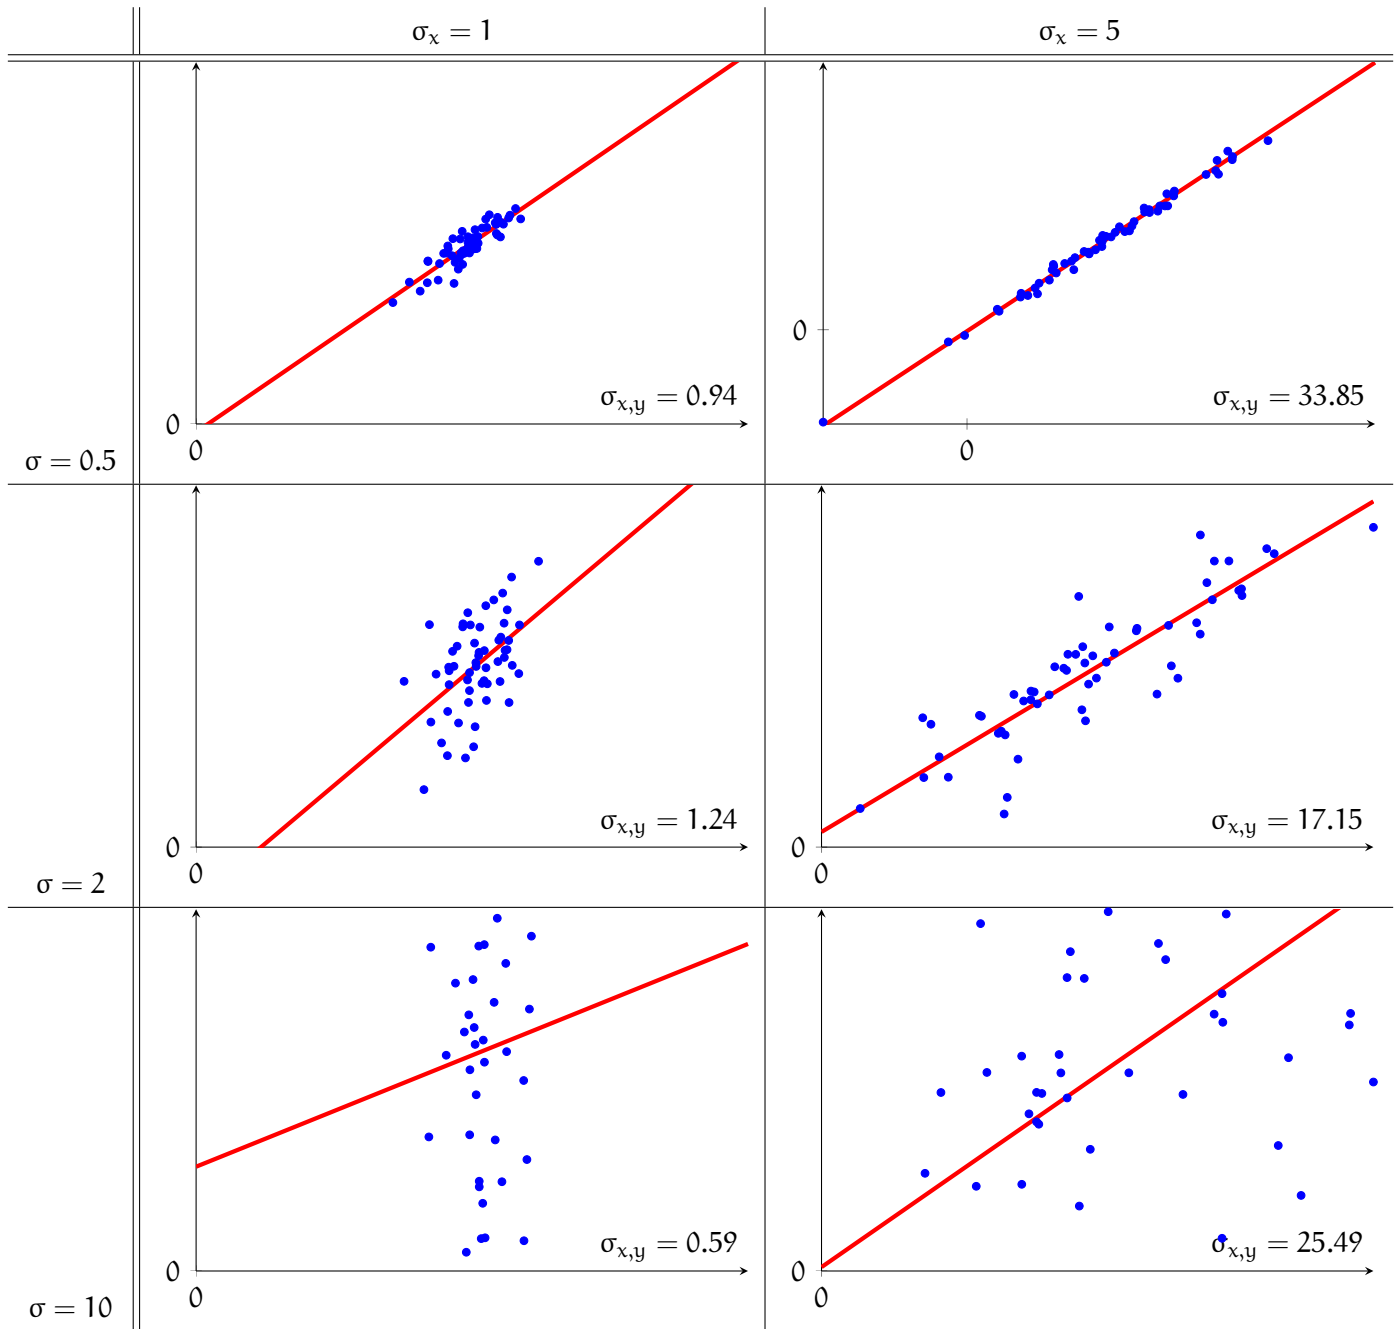 σx = 1
σx = 5
0
0
σx,y = 0.94
0
0
σx,y = 33.85
σ = 0.5
0
0
σx,y = 1.24
0
0
σx,y = 17.15
σ = 2
0
0
σx,y = 0.59
0
0
σx,y = 25.49
σ = 10